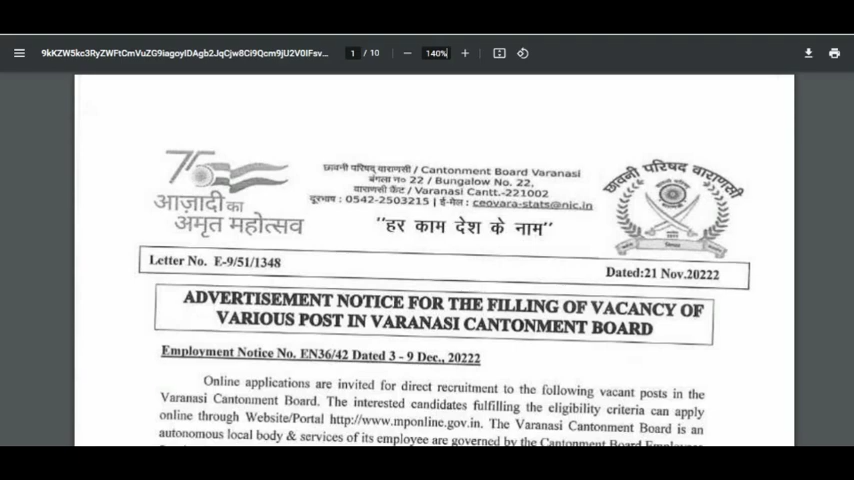 9kKZW5kc3RyZWFtCmVuZG9iagoyIDAgb2JqCjw8Ci9Qcm9jU2V0IFsv...
1 / 10
140%
आज़ादी का
अमृत महोत्सव
छावनी परिषद वाराणसी / Cantonment Board Varanasi
बंगला न० 22 / Bungalow No. 22,
वाराणसी कैंट / Varanasi Cantt.-221002
दूरभाष : 0542-2503215 | ई-मेल : ceovara-stats@nic.in
"हर काम देश के नाम"
छावनी परिषद वाराणसी
Letter No. E-9/51/1348
Dated:21 Nov.20222
ADVERTISEMENT NOTICE FOR THE FILLING OF VACANCY OF
VARIOUS POST IN VARANASI CANTONMENT BOARD
Employment Notice No. EN36/42 Dated 3 - 9 Dec., 20222
Online applications are invited for direct recruitment to the following vacant posts in the
Varanasi Cantonment Board. The interested candidates fulfilling the eligibility criteria can apply
online through Website/Portal http://www.mponline.gov.in. The Varanasi Cantonment Board is an
autonomous local body & services of its employee are governed by the Cantonment Board Employees